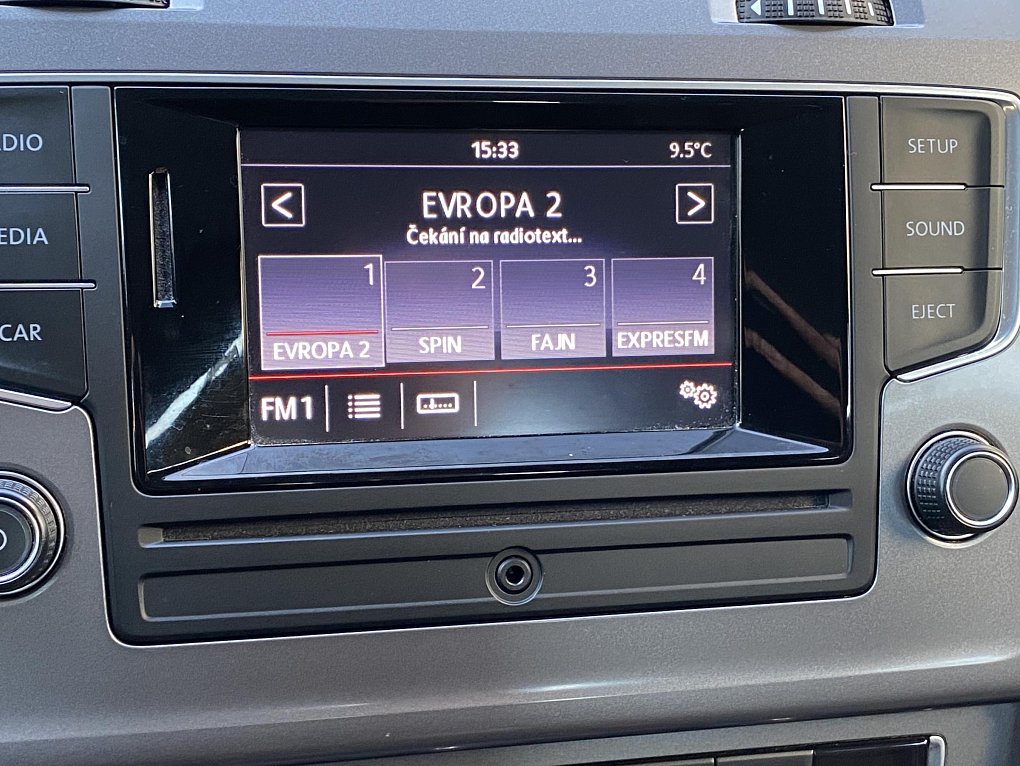 15:33 9.5°C
ADIO
SETUP
< EVROPA 2 >
Čekání na radiotext...
EDIA
SOUND
1 2 3 4
EVROPA 2 SPIN FAJN EXPRESFM
CAR
EJECT
FM1